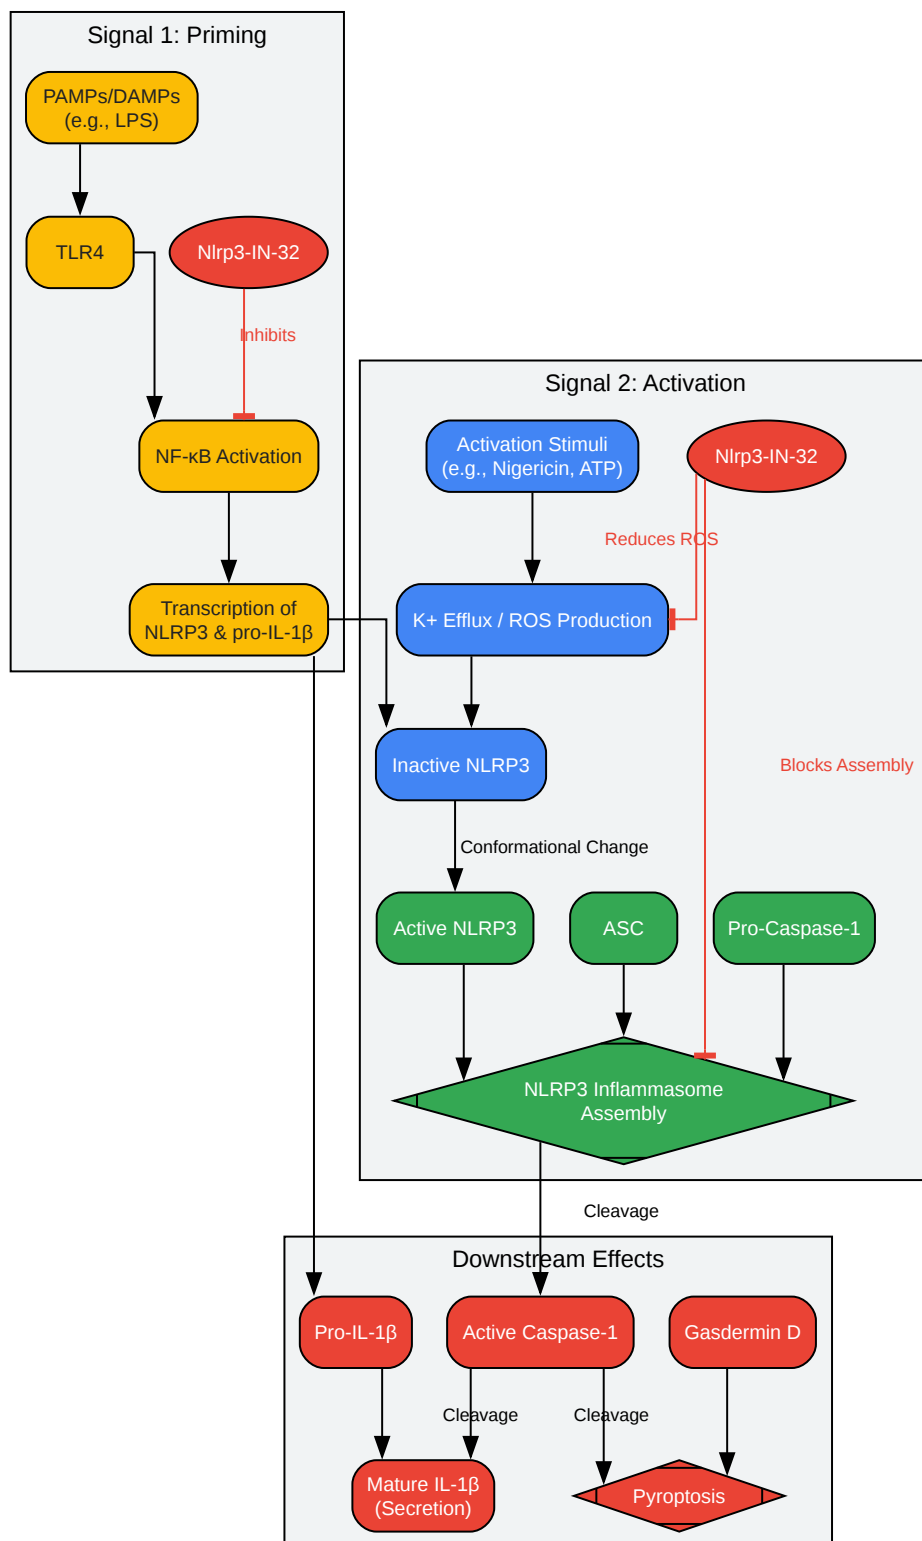 Signal 1: Priming
PAMPs/DAMPs
(e.g., LPS)
TLR4
Nlrp3-IN-32
Inhibits
NF-κB Activation
Transcription of
NLRP3 & pro-IL-1β
Signal 2: Activation
Activation Stimuli
(e.g., Nigericin, ATP)
Nlrp3-IN-32
Reduces ROS
K+ Efflux / ROS Production
Inactive NLRP3
Blocks Assembly
Conformational Change
Active NLRP3
ASC
Pro-Caspase-1
NLRP3 Inflammasome
Assembly
Cleavage
Downstream Effects
Pro-IL-1β
Active Caspase-1
Gasdermin D
Cleavage
Cleavage
Mature IL-1β
(Secretion)
Pyroptosis